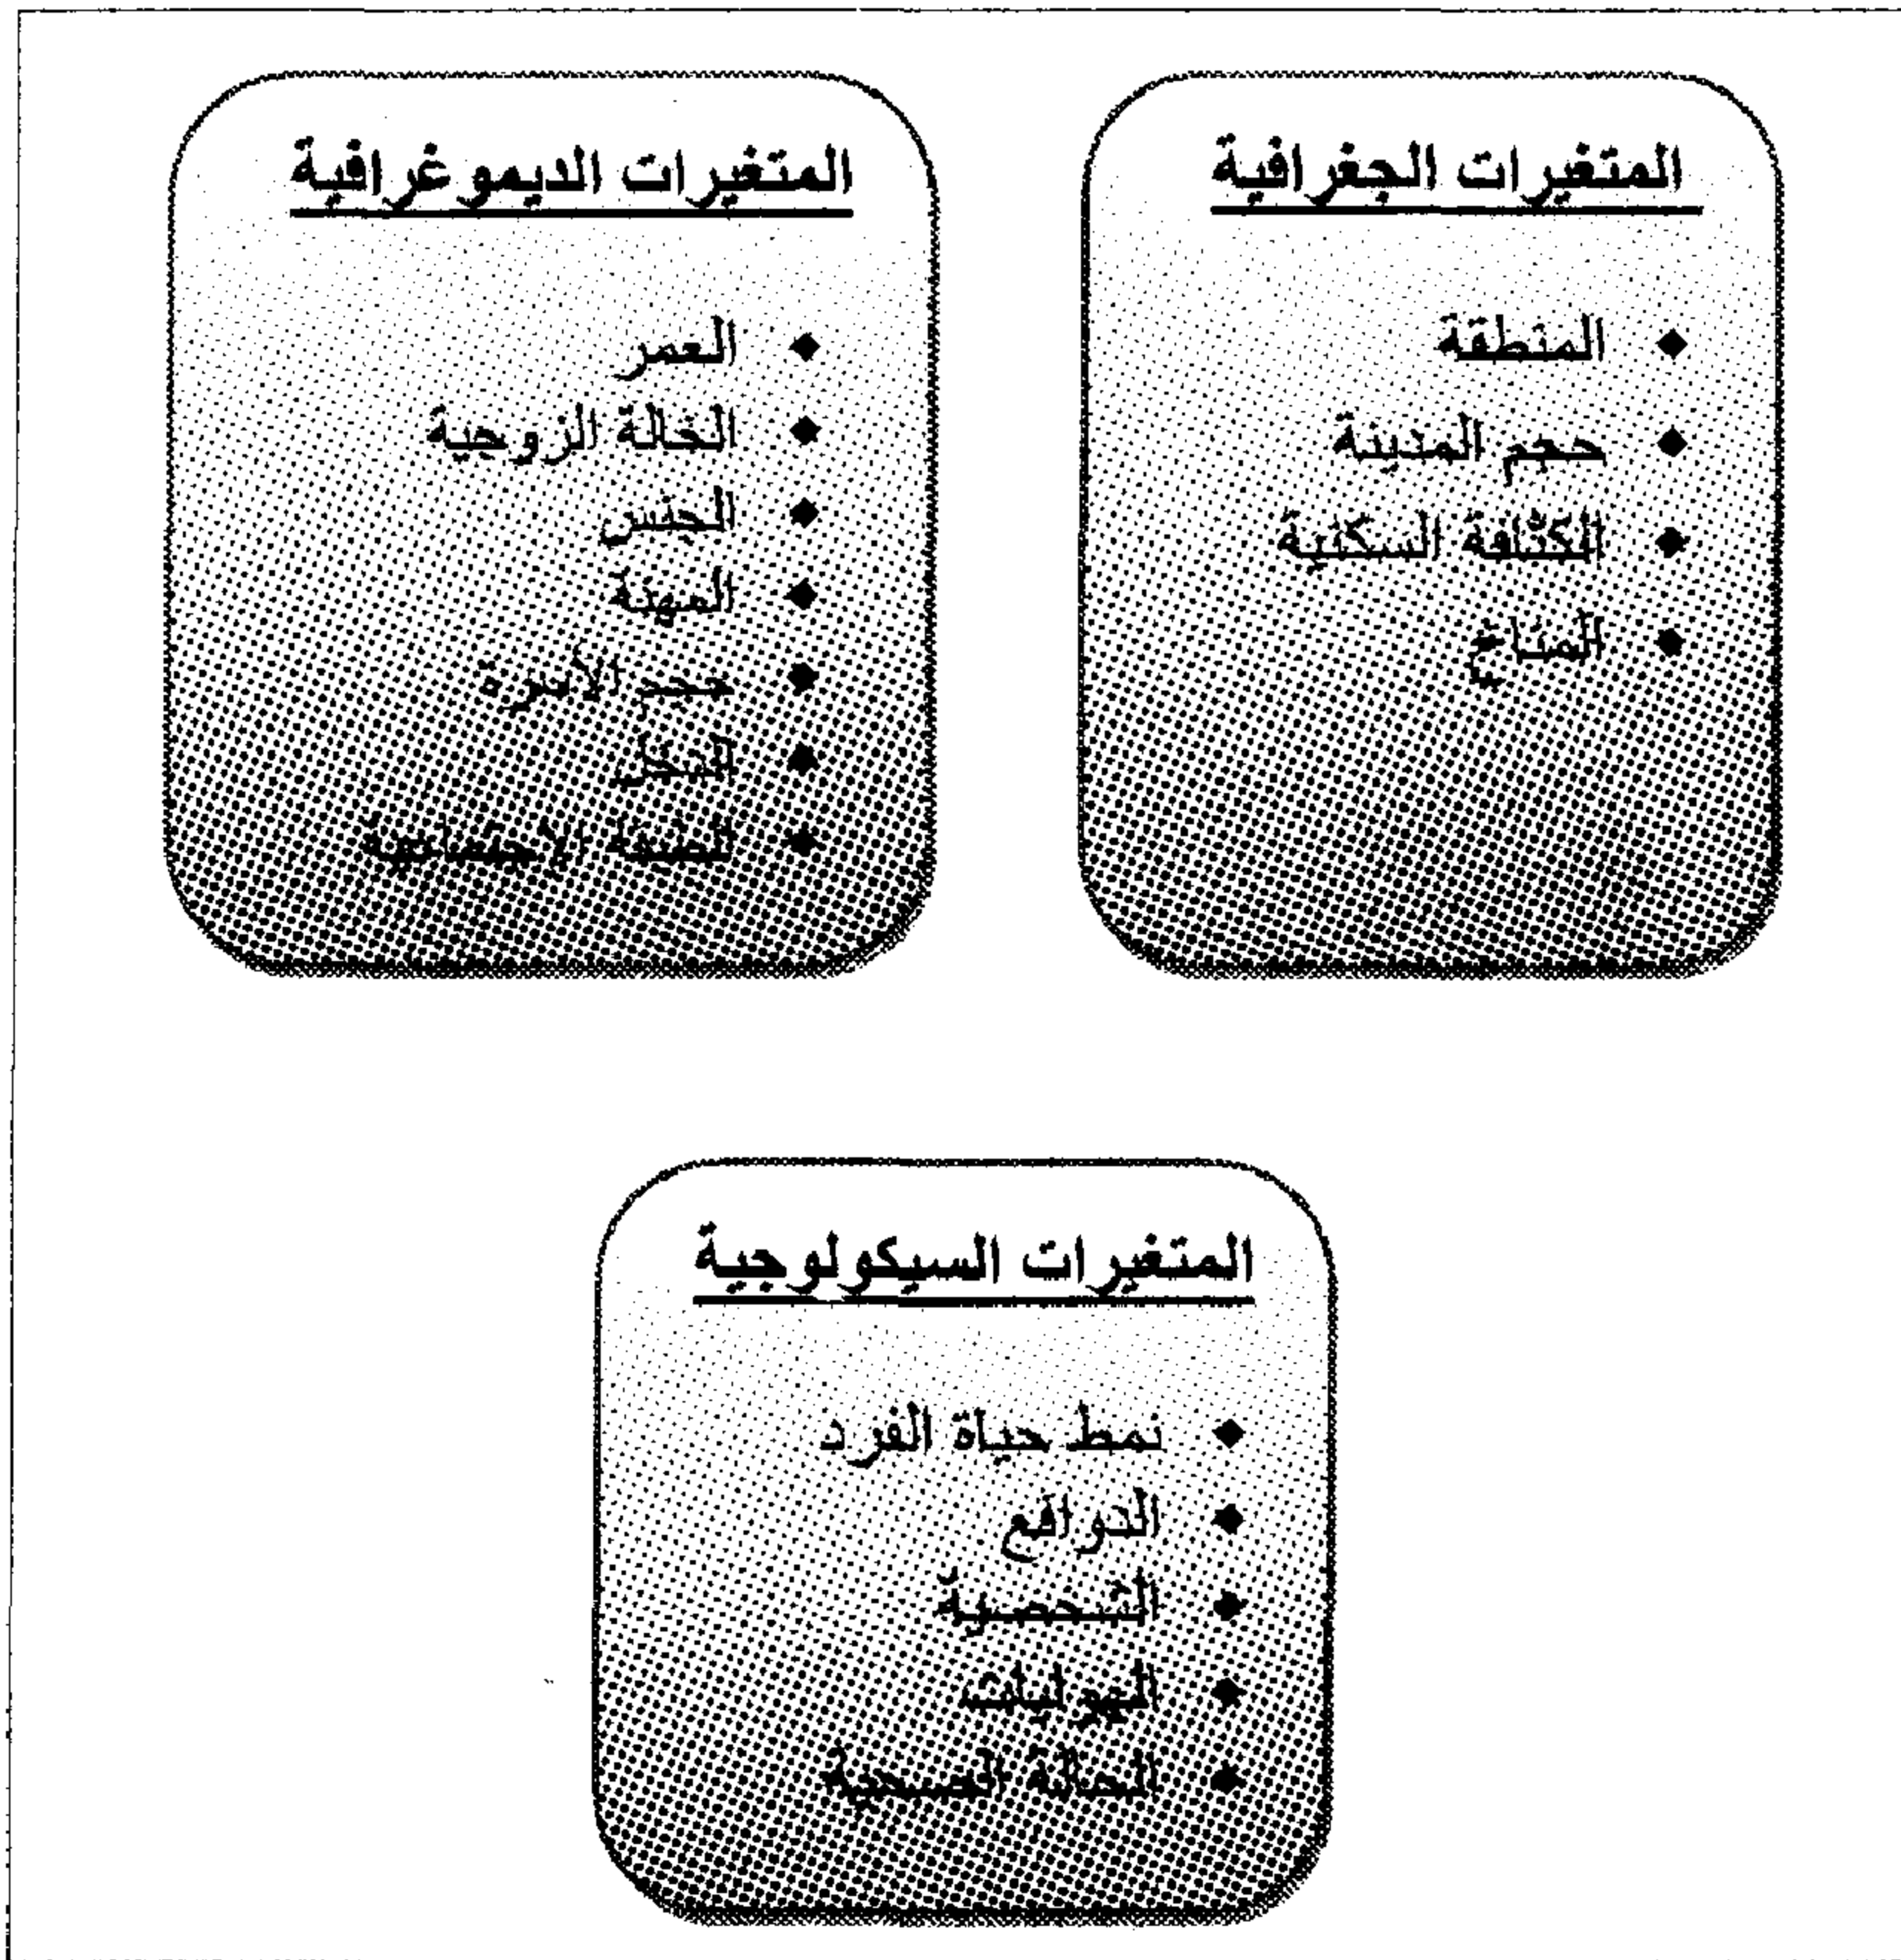 المتغيرات الجغرافية
المنطقة
حجم المدينة
الكثافة السكنية
المناخ
المتغيرات الديموغرافية
العمر
الخالة الزوجية
الجنس
المهنة
حجم الأسرة
الدخل
الطبقة الاجتماعية
المتغيرات السيكولوجية
نمط حياة الفرد
الدوافع
الشخصية
الهوايات
الحالة الصحية